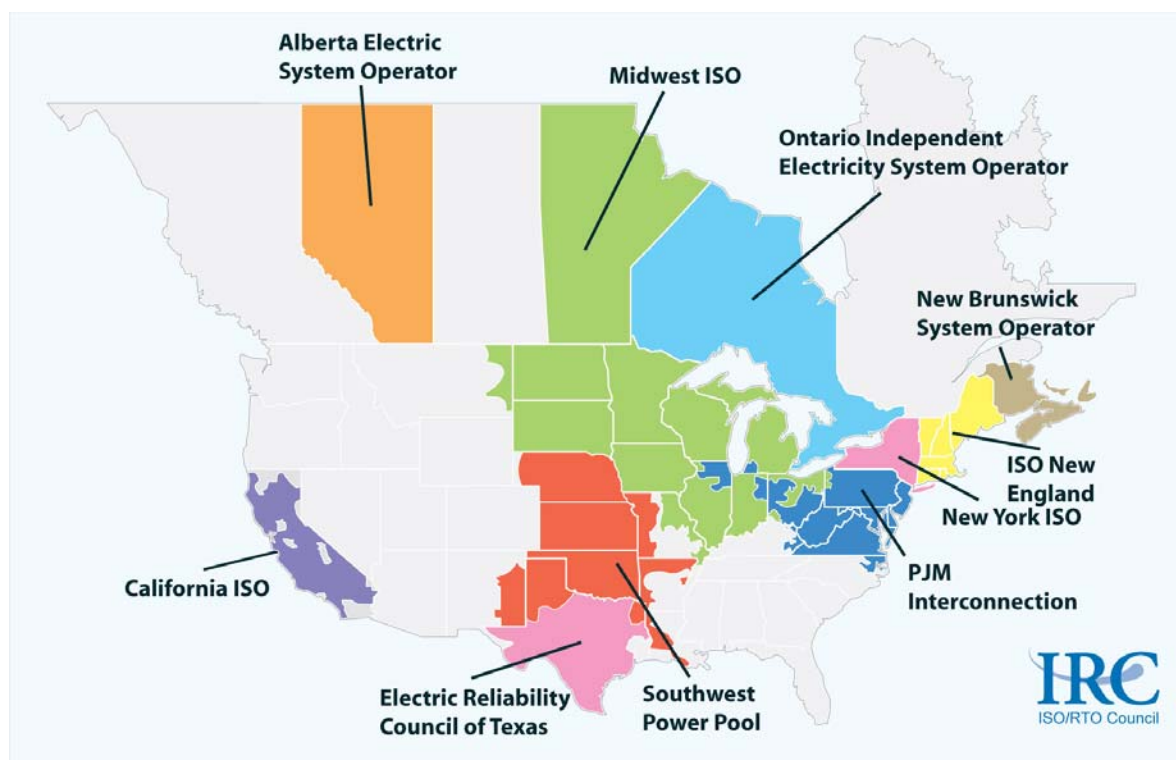 Alberta Electric
System Operator
Midwest ISO
Ontario Independent
Electricity System Operator
New Brunswick
System Operator
ISO New
England
New York ISO
California ISO
PJM
Interconnection
Electric Reliability
Council of Texas
Southwest
Power Pool
IRC
ISO/RTO Council